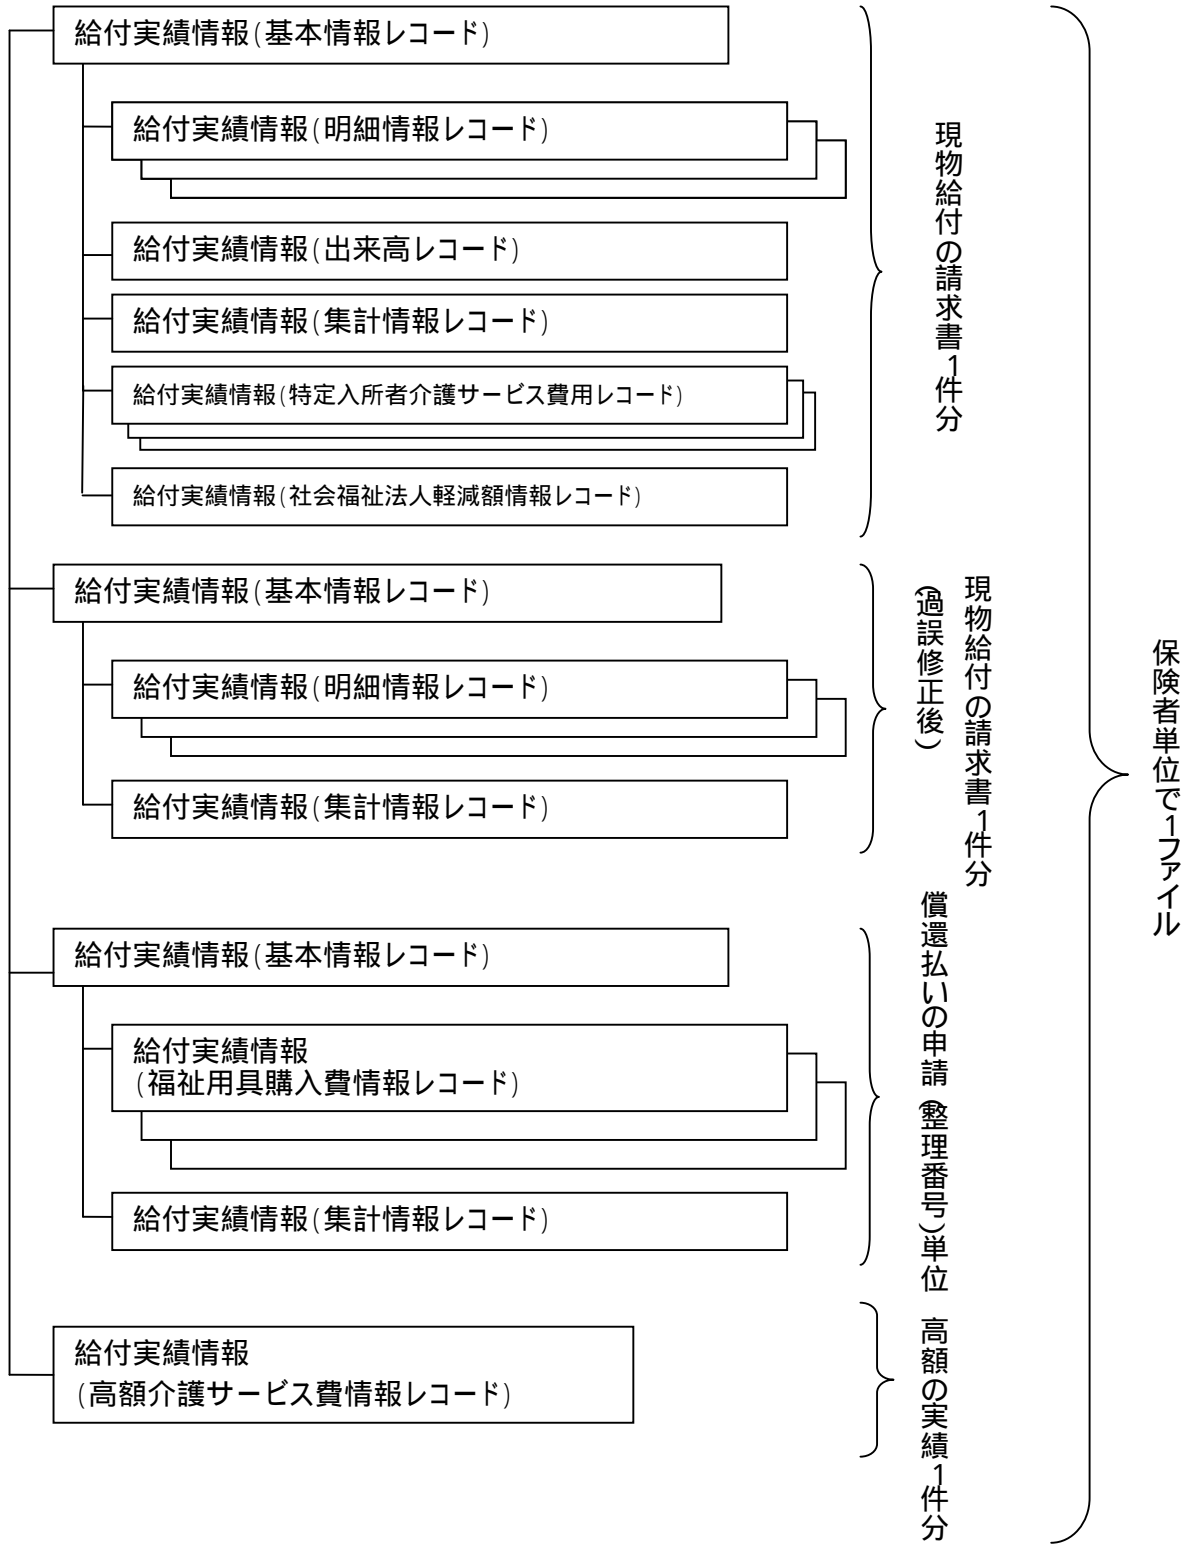 給付実績情報(基本情報レコード)
給付実績情報(明細情報レコード)
給付実績情報(出来高レコード)
給付実績情報(集計情報レコード)
給付実績情報(特定入所者介護サービス費用レコード)
給付実績情報(社会福祉法人軽減額情報レコード)
現物給付の請求書1件分
給付実績情報(基本情報レコード)
給付実績情報(明細情報レコード)
給付実績情報(集計情報レコード)
現物給付の請求書1件分
(過誤修正後)
給付実績情報(基本情報レコード)
給付実績情報
(福祉用具購入費情報レコード)
給付実績情報(集計情報レコード)
償還払いの申請(整理番号)単位
給付実績情報
(高額介護サービス費情報レコード)
高額の実績1件分
保険者単位で1ファイル